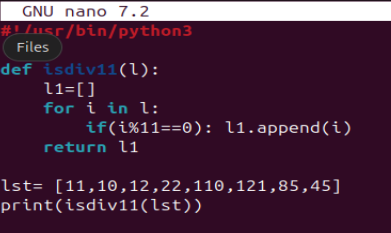 GNU nano 7.2
#!/usr/bin/python3
Files
def isdiv11(l):
    l1=[]
    for i in l:
        if(i%11==0): l1.append(i)
    return l1
lst= [11,10,12,22,110,121,85,45]
print(isdiv11(lst))